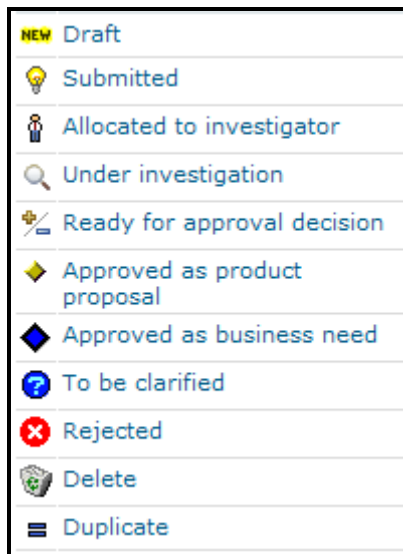 NEW Draft
Submitted
Allocated to investigator
Under investigation
Ready for approval decision
Approved as product
proposal
Approved as business need
? To be clarified
Rejected
Delete
Duplicate